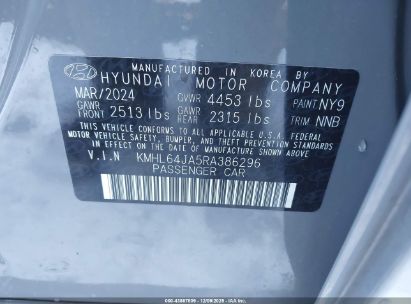 MANUFACTURED IN KOREA BY
HYUNDAI MOTOR COMPANY
MAR/2024 GVWR 4453 lbs PAINT NY9
GAWR FRONT 2513 lbs GAWR REAR 2315 lbs TRIM NNB
THIS VEHICLE CONFORMS TO ALL APPLICABLE U.S.A. FEDERAL
MOTOR VEHICLE SAFETY, BUMPER, AND THEFT PREVENTION
STANDARDS IN EFFECT ON THE DATE OF MANUFACTURE
SHOWN ABOVE.
V.I.N KMHL64JA5RA386296
PASSENGER CAR